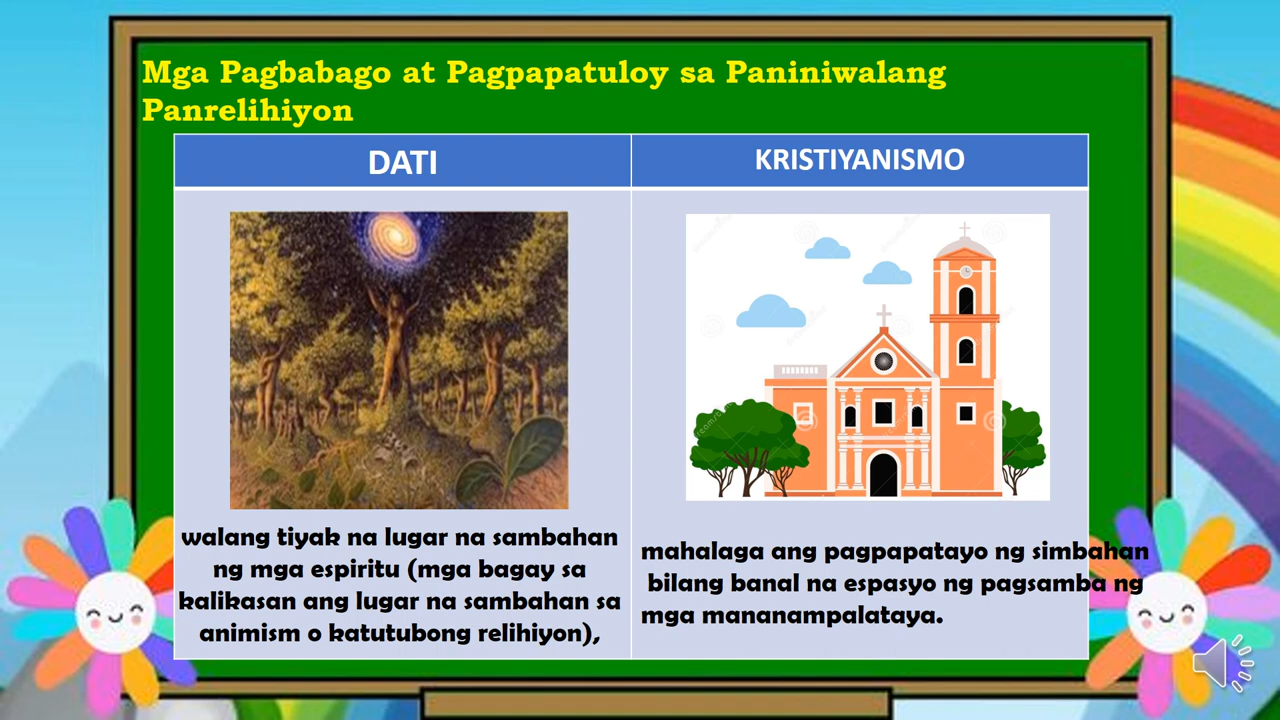 Mga Pagbabago at Pagpapatuloy sa Paniniwalang
Panrelihiyon
DATI
KRISTIYANISMO
walang tiyak na lugar na sambahan
ng mga espiritu (mga bagay sa
kalikasan ang lugar na sambahan sa
animism o katutubong relihiyon),
mahalaga ang pagpapatayo ng simbahan
bilang banal na espasyo ng pagsamba ng
mga mananampalataya.